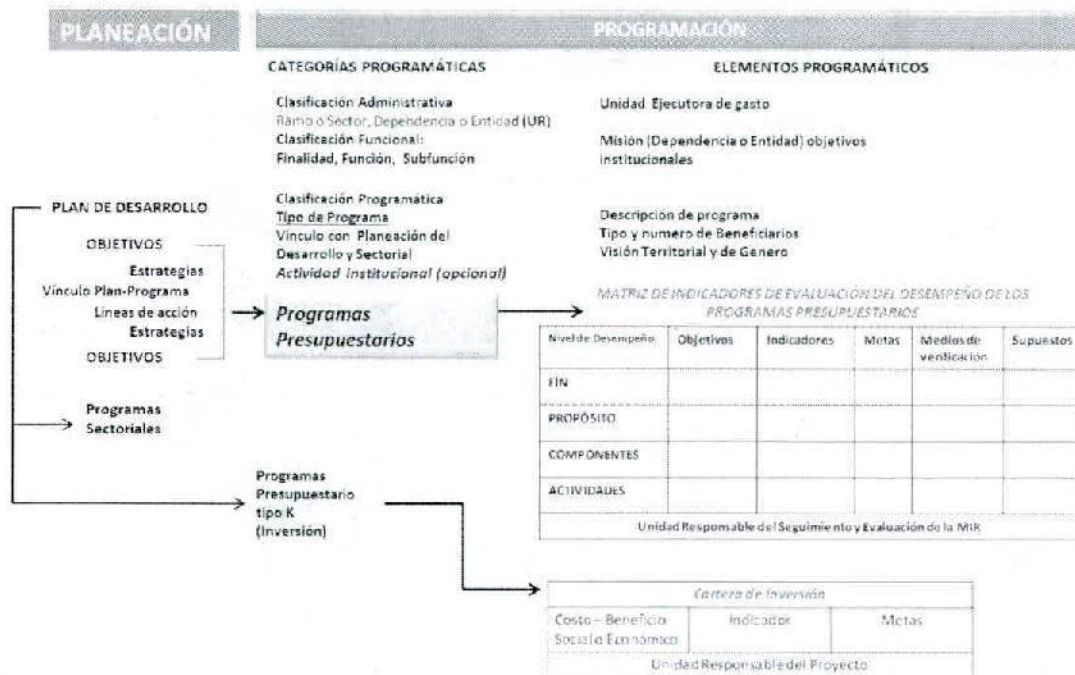 PLANEACIÓN
PROGRAMACIÓN
CATEGORÍAS PROGRAMÁTICAS
ELEMENTOS PROGRAMÁTICOS
Clasificación Administrativa
Ramo o Sector, Dependencia o Entidad (UR)
Clasificación Funcional:
Finalidad, Función, Subfunción
Unidad Ejecutora de gasto
Misión (Dependencia o Entidad) objetivos
institucionales
Clasificación Programática
Tipo de Programa
Vinculo con Planeación del
Desarrollo y Sectorial
Actividad Institucional (opcional)
Descripción de programa
Tipo y numero de Beneficiarios
Visión Territorial y de Genero
PLAN DE DESARROLLO
OBJETIVOS
Estrategias
Vinculo Plan-Programa
Lineas de acción
Estrategias
OBJETIVOS
Programas
Sectoriales
Programas
Presupuestarios
MATRIZ DE INDICADORES DE EVALUACIÓN DEL DESEMPEÑO DE LOS
PROGRAMAS PRESUPUESTARIOS
Nivel de Desempeño
Objetivos
Indicadores
Metas
Medios de
verificación
Supuestos
FIN
PROPÓSITO
COMPONENTES
ACTIVIDADES
Unidad Responsable del Seguimiento y Evaluación de la MIR
Programas
Presupuestario
tipo K
(Inversión)
Cartera de Inversión
Costo – Beneficio
Social o Económico
Indicador
Metas
Unidad Responsable del Proyecto